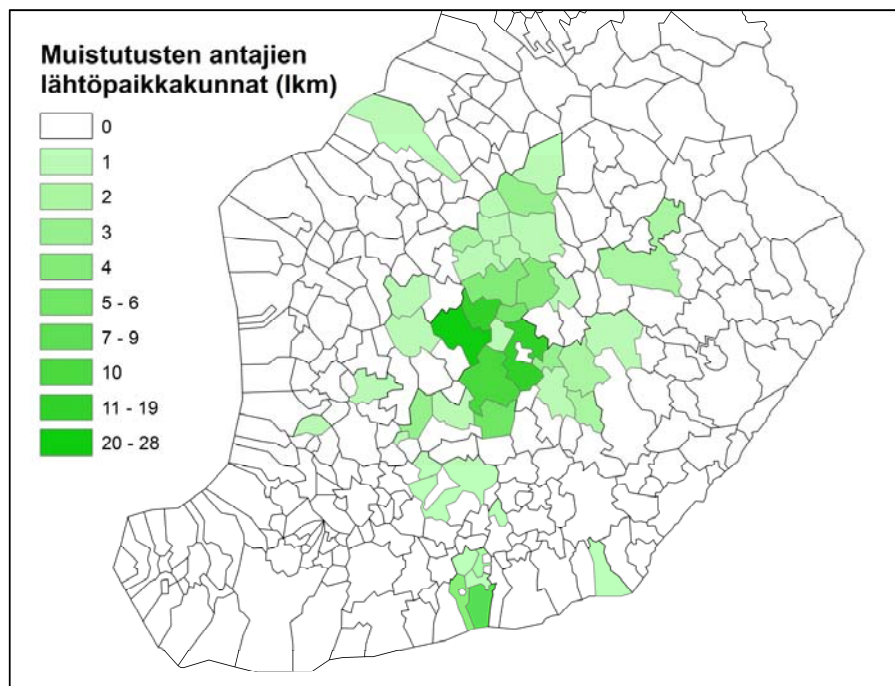 Muistutusten antajien
lähtöpaikkakunnat (lkm)
0
1
2
3
4
5 - 6
7 - 9
10
11 - 19
20 - 28